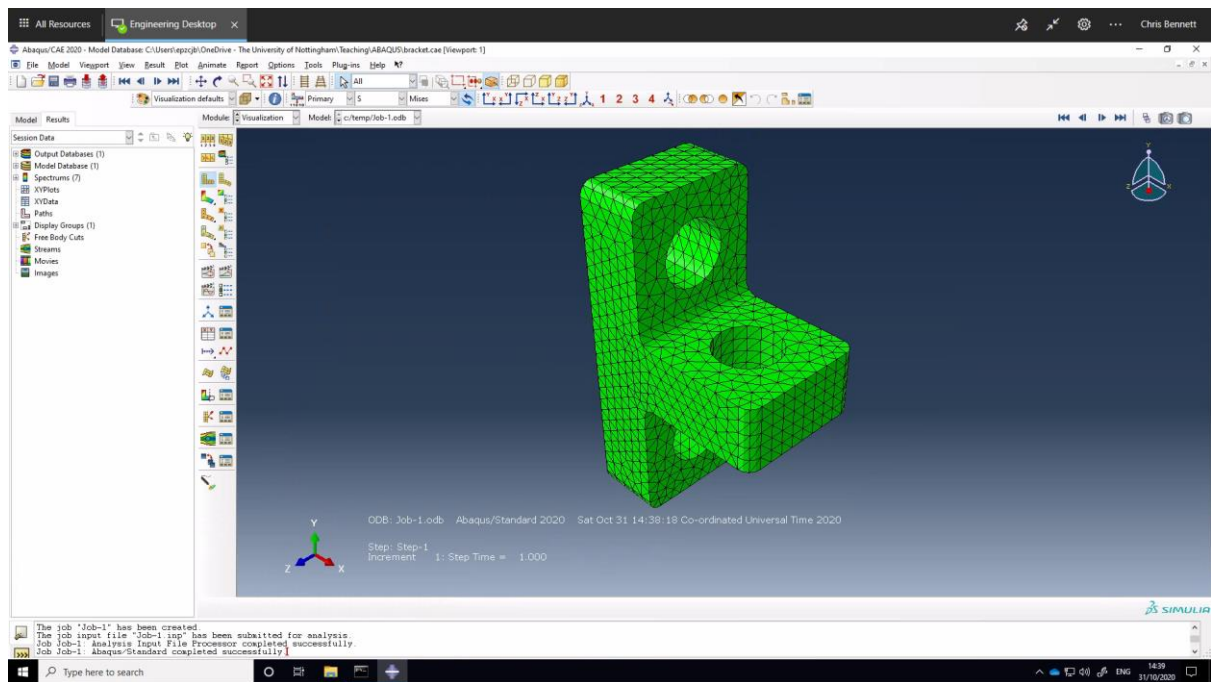 All Resources
Engineering Desktop
Chris Bennett
Abaqus/CAE 2020 - Model Database: C:\Users\epzcjb\OneDrive - The University of Nottingham\Teaching\ABAQUS\bracket.cae [Viewport: 1]
File Model Viewport View Result Plot Animate Report Options Tools Plug-ins Help
All
Visualization defaults Primary S Mises 1 2 3 4
Model Results
Module: Visualization Model: c:/temp/Job-1.odb
Session Data
Output Databases (1)
Model Database (1)
Spectrums (7)
XYPlots
XYData
Paths
Display Groups (1)
Free Body Cuts
Streams
Movies
Images
Y
Z X
ODB: Job-1.odb Abaqus/Standard 2020 Sat Oct 31 14:38:18 Co-ordinated Universal Time 2020
Y
Step: Step-1
Increment 1: Step Time = 1.000
Z X
SIMULIA
The job "Job-1" has been created.
The job input file "Job-1.inp" has been submitted for analysis.
Job Job-1: Analysis Input File Processor completed successfully.
Job Job-1: Abaqus/Standard completed successfully.
>>>
Type here to search
ENG
14:39
31/10/2020